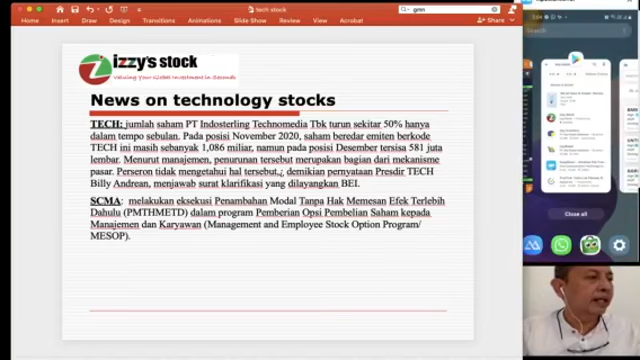 tech stock
gmn
Home Insert Draw Design Transitions Animations Slide Show Review View Acrobat
Share
izzy's stock
Valuing Your Global Investment in Seconds
News on technology stocks
TECH: jumlah saham PT Indosterling Technomedia Tbk turun sekitar 50% hanya
dalam tempo sebulan. Pada posisi November 2020, saham beredar emiten berkode
TECH ini masih sebanyak 1,086 miliar, namun pada posisi Desember tersisa 581 juta
lembar. Menurut manajemen, penurunan tersebut merupakan bagian dari mekanisme
pasar. Perseron tidak mengetahui hal tersebut,¿ demikian pernyataan Presdir TECH
Billy Andrean, menjawab surat klarifikasi yang dilayangkan BEI.
SCMA: melakukan eksekusi Penambahan Modal Tanpa Hak Memesan Efek Terlebih
Dahulu (PMTHMETD) dalam program Pemberian Opsi Pembelian Saham kepada
Manajemen dan Karyawan (Management and Employee Stock Option Program/
MESOP).
Search
Close all